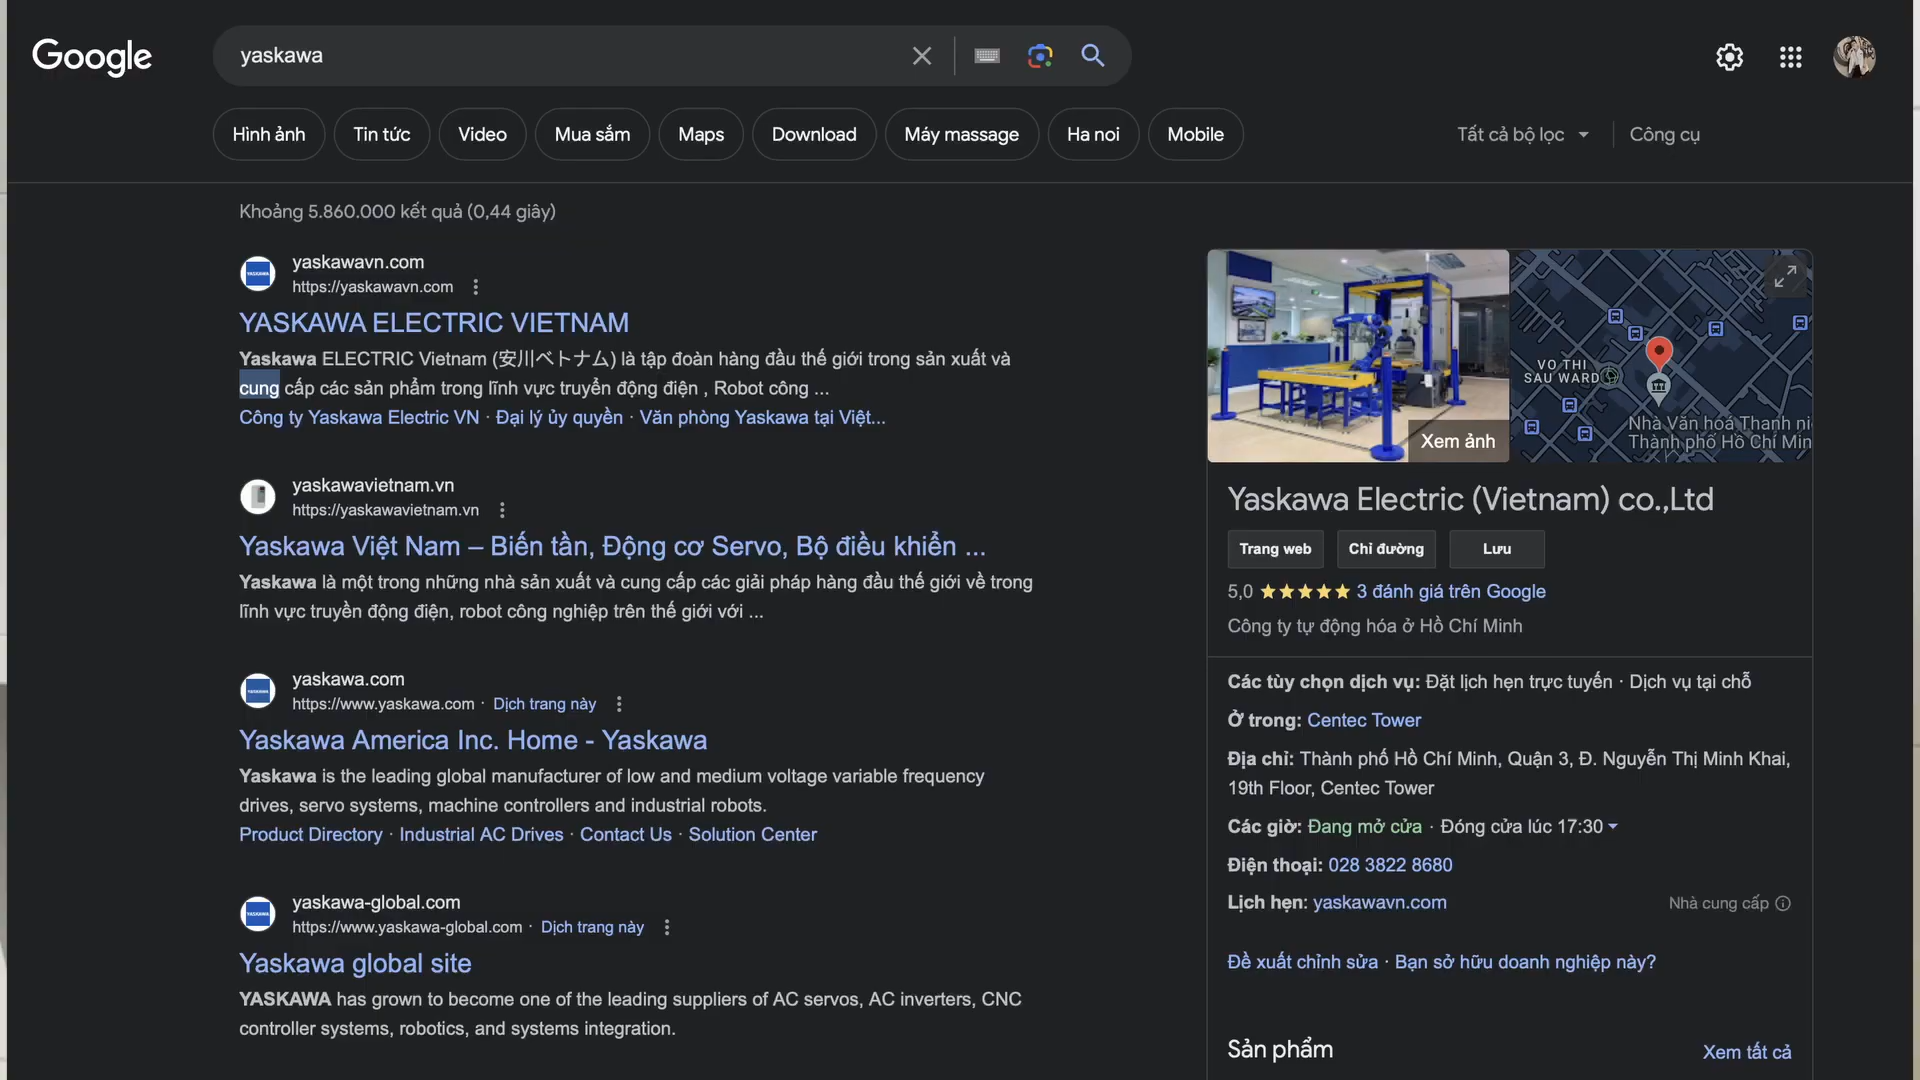 Google
yaskawa
Hình ảnh
Tin tức
Video
Mua sắm
Maps
Download
Máy massage
Ha noi
Mobile
Tất cả bộ lọc
Công cụ
Khoảng 5.860.000 kết quả (0,44 giây)
yaskawavn.com
https://yaskawavn.com
YASKAWA ELECTRIC VIETNAM
Yaskawa ELECTRIC Vietnam (安川ベトナム) là tập đoàn hàng đầu thế giới trong sản xuất và
cung cấp các sản phẩm trong lĩnh vực truyền động điện , Robot công ...
Công ty Yaskawa Electric VN · Đại lý ủy quyền · Văn phòng Yaskawa tại Việt...
yaskawavietnam.vn
https://yaskawavietnam.vn
Yaskawa Việt Nam – Biến tần, Động cơ Servo, Bộ điều khiển ...
Yaskawa là một trong những nhà sản xuất và cung cấp các giải pháp hàng đầu thế giới về trong
lĩnh vực truyền động điện, robot công nghiệp trên thế giới với ...
yaskawa.com
https://www.yaskawa.com · Dịch trang này
Yaskawa America Inc. Home - Yaskawa
Yaskawa is the leading global manufacturer of low and medium voltage variable frequency
drives, servo systems, machine controllers and industrial robots.
Product Directory · Industrial AC Drives · Contact Us · Solution Center
yaskawa-global.com
https://www.yaskawa-global.com · Dịch trang này
Yaskawa global site
YASKAWA has grown to become one of the leading suppliers of AC servos, AC inverters, CNC
controller systems, robotics, and systems integration.
Xem ảnh
VO THI
SAU WARD
Nhà Văn hóa Thanh ni
Thành phố Hồ Chí Min
Yaskawa Electric (Vietnam) co.,Ltd
Trang web
Chỉ đường
Lưu
5,0 3 đánh giá trên Google
Công ty tự động hóa ở Hồ Chí Minh
Các tùy chọn dịch vụ: Đặt lịch hẹn trực tuyến · Dịch vụ tại chỗ
Ở trong: Centec Tower
Địa chỉ: Thành phố Hồ Chí Minh, Quận 3, Đ. Nguyễn Thị Minh Khai,
19th Floor, Centec Tower
Các giờ: Đang mở cửa · Đóng cửa lúc 17:30
Điện thoại: 028 3822 8680
Lịch hẹn: yaskawavn.com
Nhà cung cấp
Đề xuất chỉnh sửa · Bạn sở hữu doanh nghiệp này?
Sản phẩm
Xem tất cả